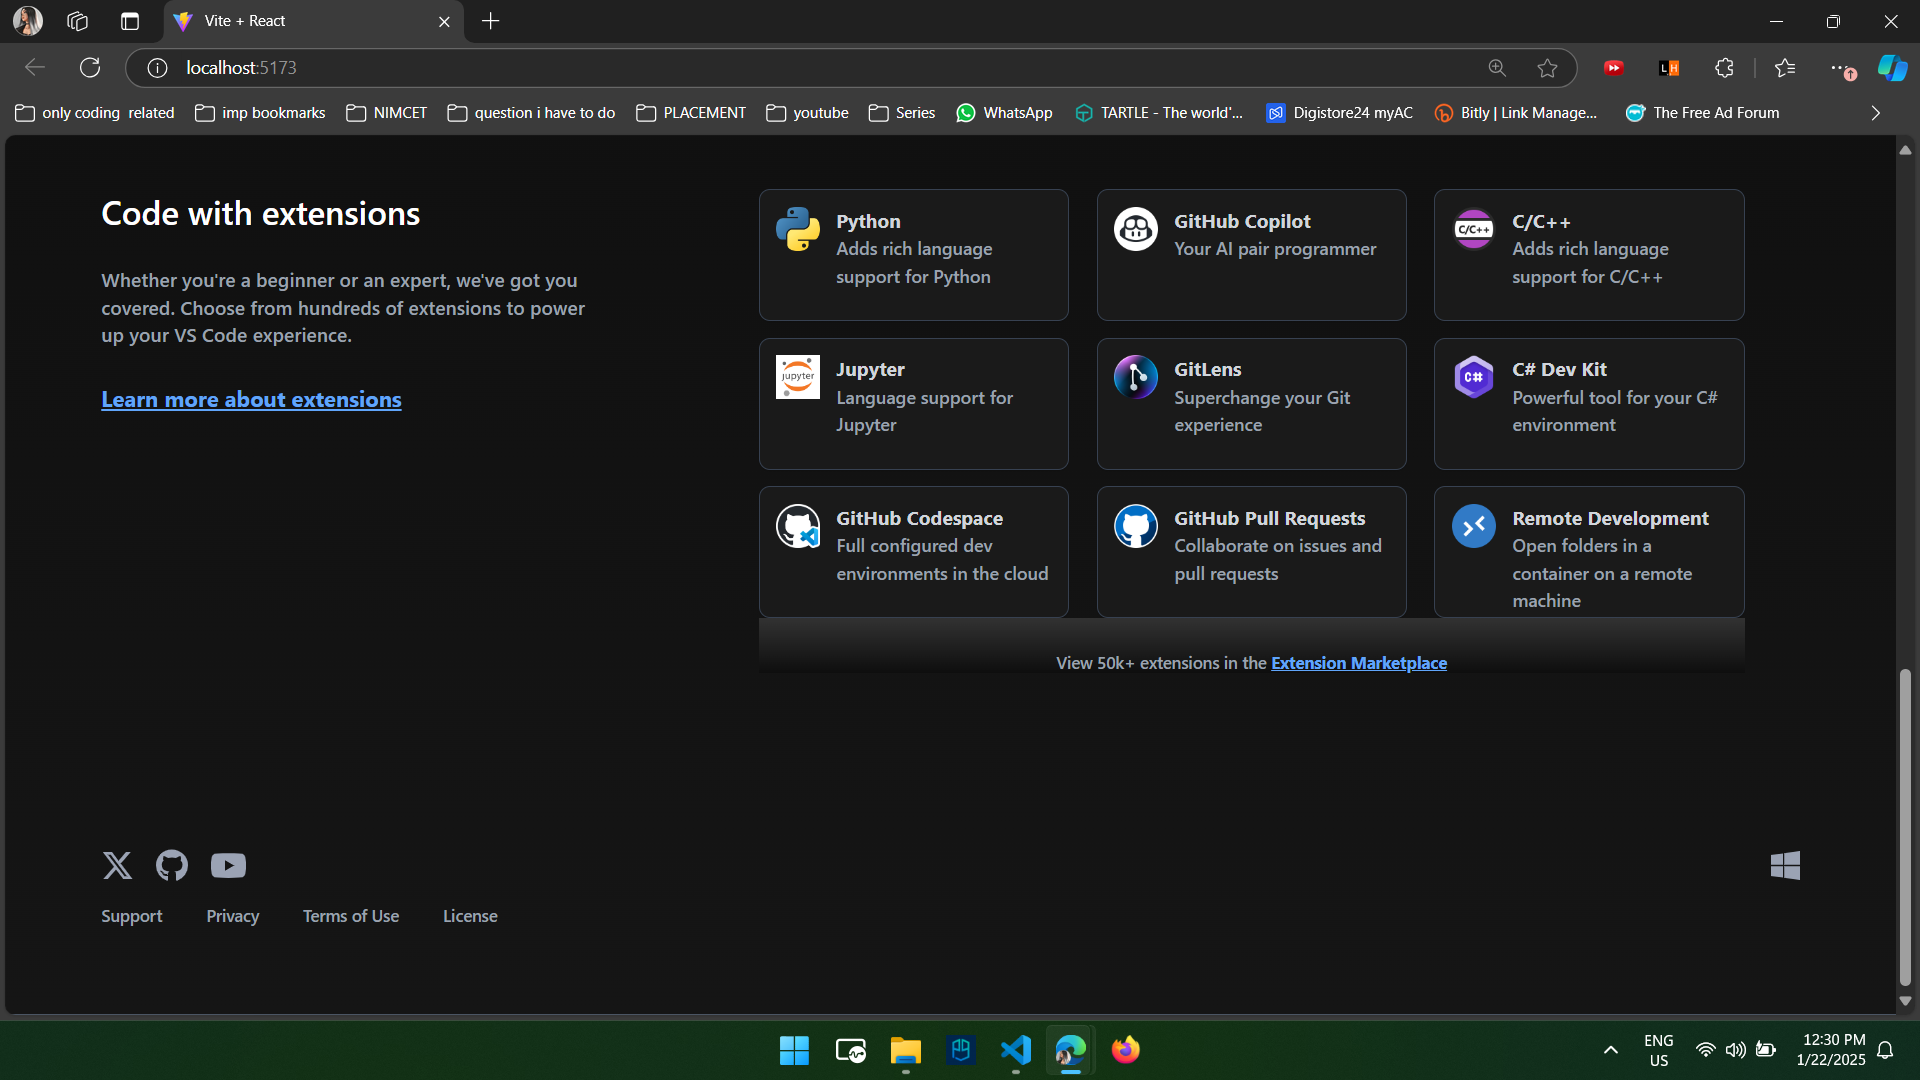 Vite + React
localhost:5173
only coding related
imp bookmarks
NIMCET
question i have to do
PLACEMENT
youtube
Series
WhatsApp
TARTLE - The world'...
Digistore24 myAC
Bitly | Link Manage...
The Free Ad Forum
LH
Code with extensions
Whether you're a beginner or an expert, we've got you
covered. Choose from hundreds of extensions to power
up your VS Code experience.
Learn more about extensions
Python
Adds rich language
support for Python
GitHub Copilot
Your AI pair programmer
C/C++
C/C++
Adds rich language
support for C/C++
jupyter
Jupyter
Language support for
Jupyter
GitLens
Superchange your Git
experience
C#
C# Dev Kit
Powerful tool for your C#
environment
GitHub Codespace
Full configured dev
environments in the cloud
GitHub Pull Requests
Collaborate on issues and
pull requests
Remote Development
Open folders in a
container on a remote
machine
View 50k+ extensions in the Extension Marketplace
Support
Privacy
Terms of Use
License
ENG
US
12:30 PM
1/22/2025